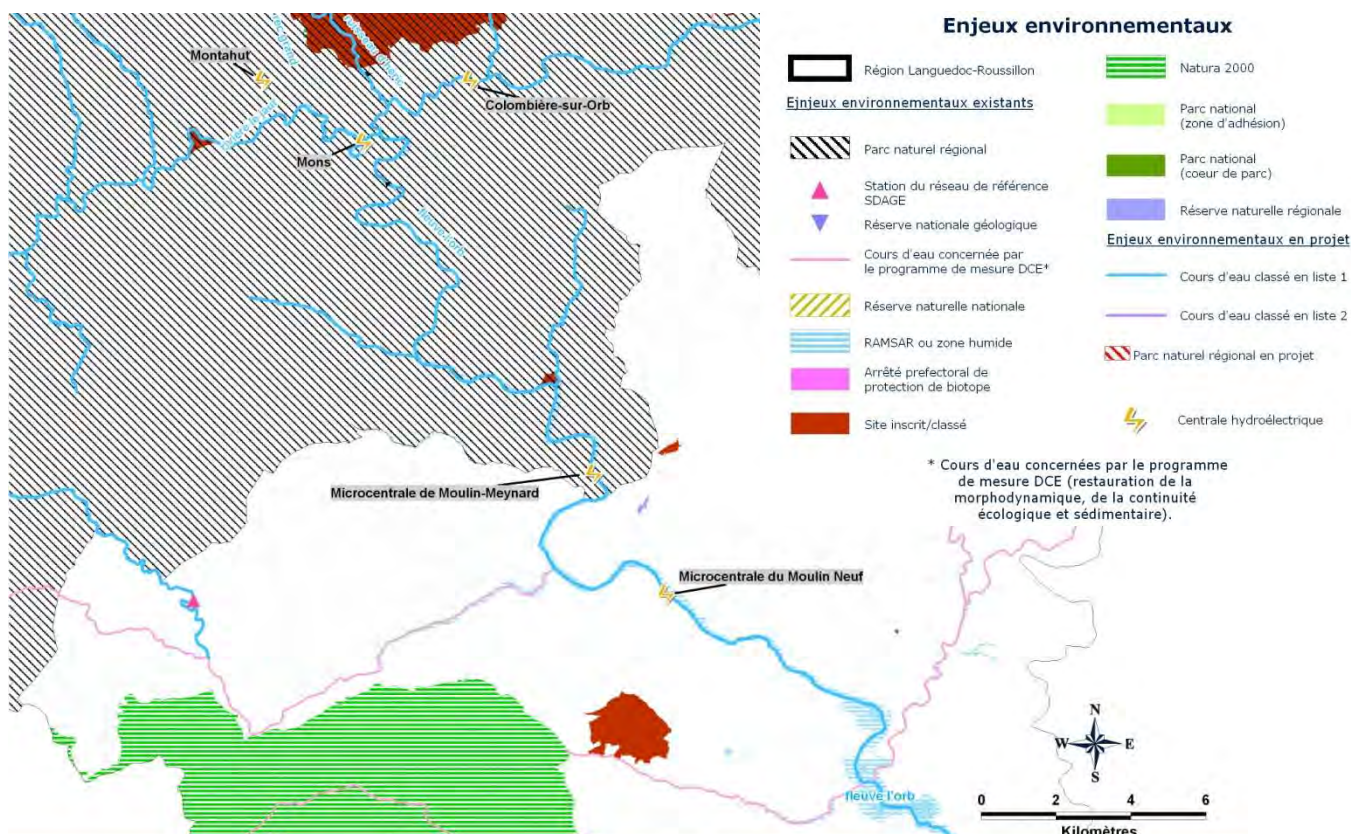 Montahut
Colombière-sur-Orb
Mons
fleuve l'orb
Microcentrale de Moulin-Meynard
Microcentrale du Moulin Neuf
fleuve l'orb
Enjeux environnementaux
Région Languedoc-Roussillon
Ejnjeux environnementaux existants
Parc naturel régional
Station du réseau de référence
SDAGE
Réserve nationale géologique
Cours d'eau concernée par
le programme de mesure DCE*
Réserve naturelle nationale
RAMSAR ou zone humide
Arrêté prefectoral de
protection de biotope
Site inscrit/classé
Natura 2000
Parc national
(zone d'adhésion)
Parc national
(coeur de parc)
Réserve naturelle régionale
Enjeux environnementaux en projet
Cours d'eau classé en liste 1
Cours d'eau classé en liste 2
Parc naturel régional en projet
Centrale hydroélectrique
* Cours d'eau concernées par le programme
de mesure DCE (restauration de la
morphodynamique, de la continuité
écologique et sédimentaire).
N
W E
S
0 2 4 6
Kilomètres